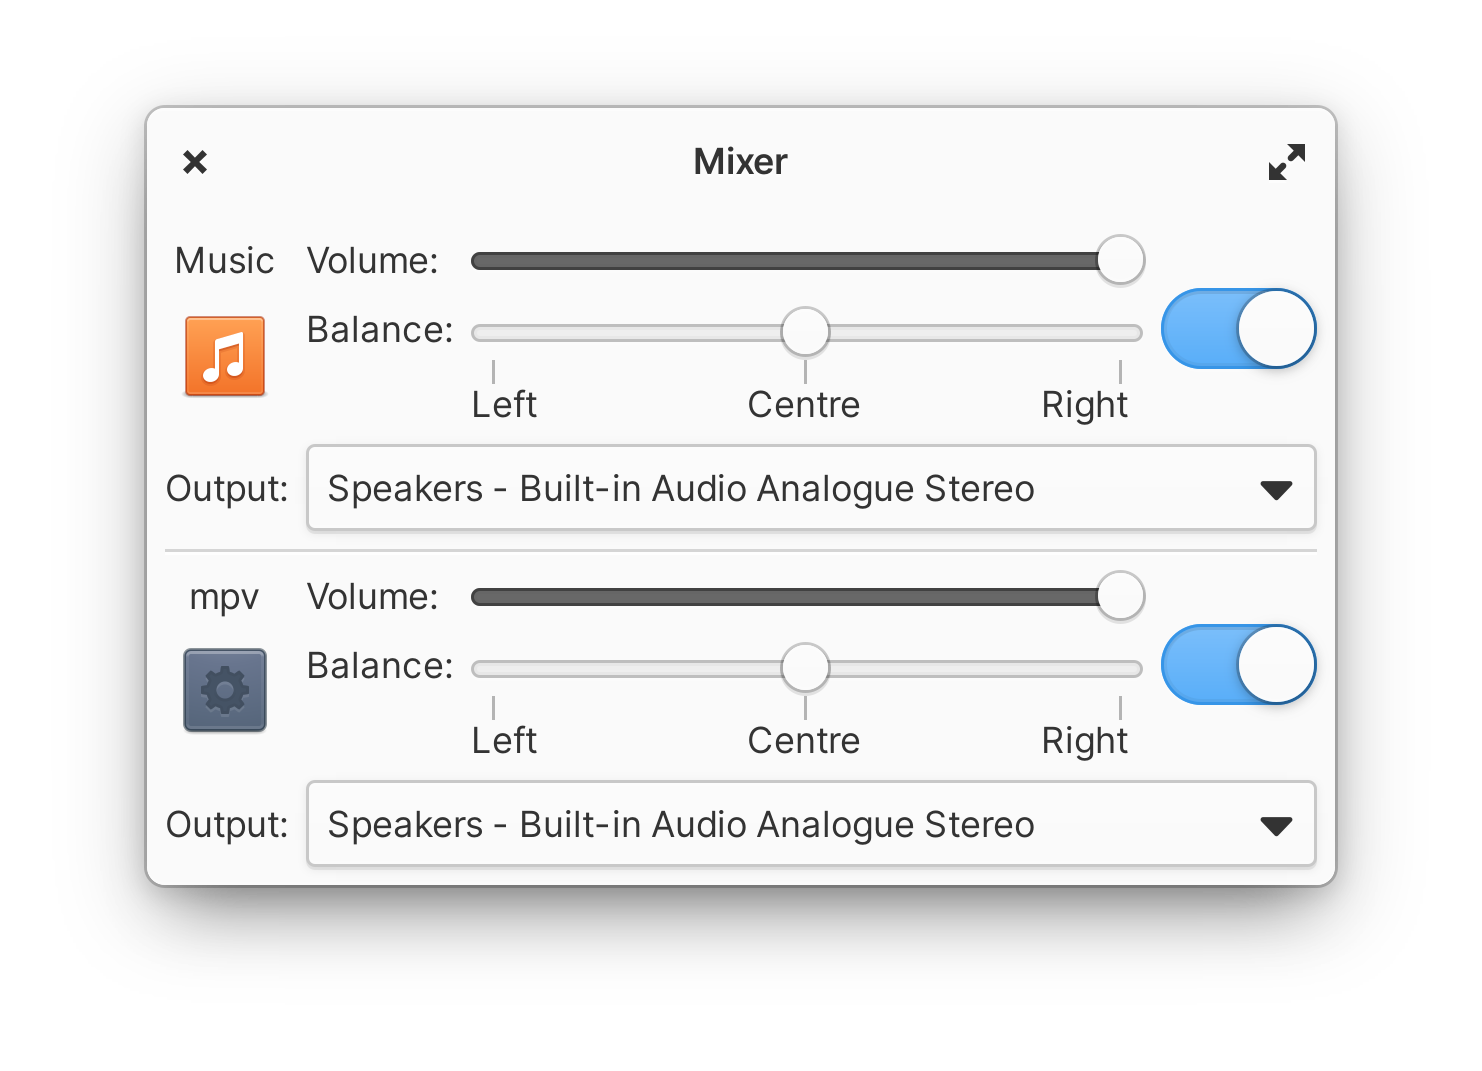 Mixer
Music Volume:
Balance:
Left Centre Right
Output: Speakers - Built-in Audio Analogue Stereo
mpv Volume:
Balance:
Left Centre Right
Output: Speakers - Built-in Audio Analogue Stereo